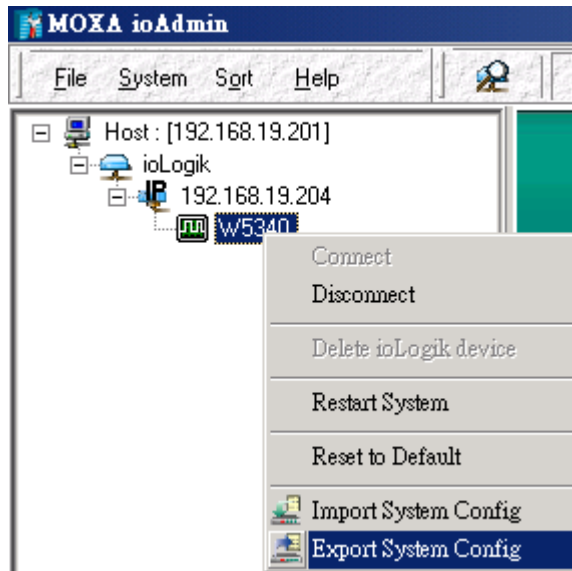 MOXA ioAdmin
File System Sort Help
Host : [192.168.19.201]
ioLogik
IP 192.168.19.204
W5340
Connect
Disconnect
Delete ioLogik device
Restart System
Reset to Default
Import System Config
Export System Config